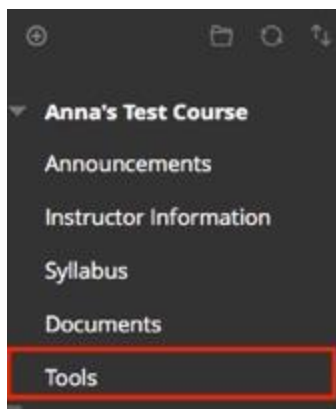 Anna's Test Course
Announcements
Instructor Information
Syllabus
Documents
Tools